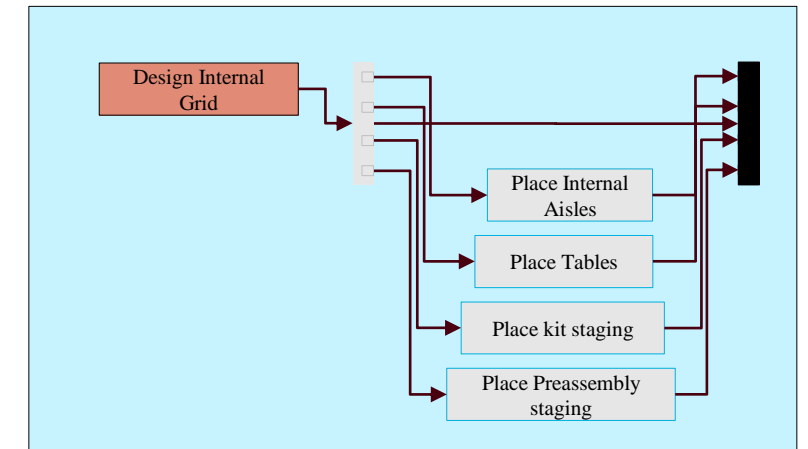 Design Internal
Grid
Place Internal
Aisles
Place Tables
Place kit staging
Place Preassembly
staging